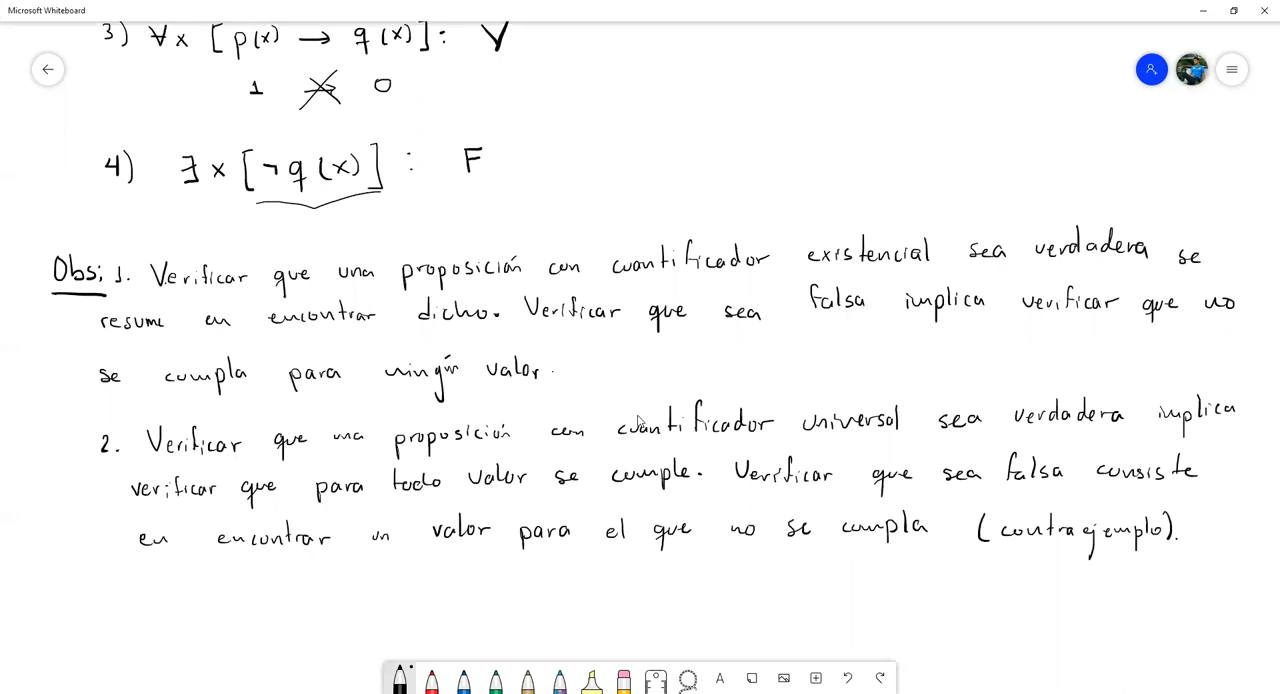 Microsoft Whiteboard
3) ∀x [p(x) → q(x)]: V
1 → 0
4) ∃x [¬q(x)]: F
Obs: 1. Verificar que una proposición con cuantificador existencial sea verdadera se
resume en encontrar dicho. Verificar que sea falsa implica verificar que no
se cumpla para ningún valor.
2. Verificar que una proposición con cuantificador universal sea verdadera implica
verificar que para todo valor se cumple. Verificar que sea falsa consiste
en encontrar un valor para el que no se cumpla (contraejemplo).
A